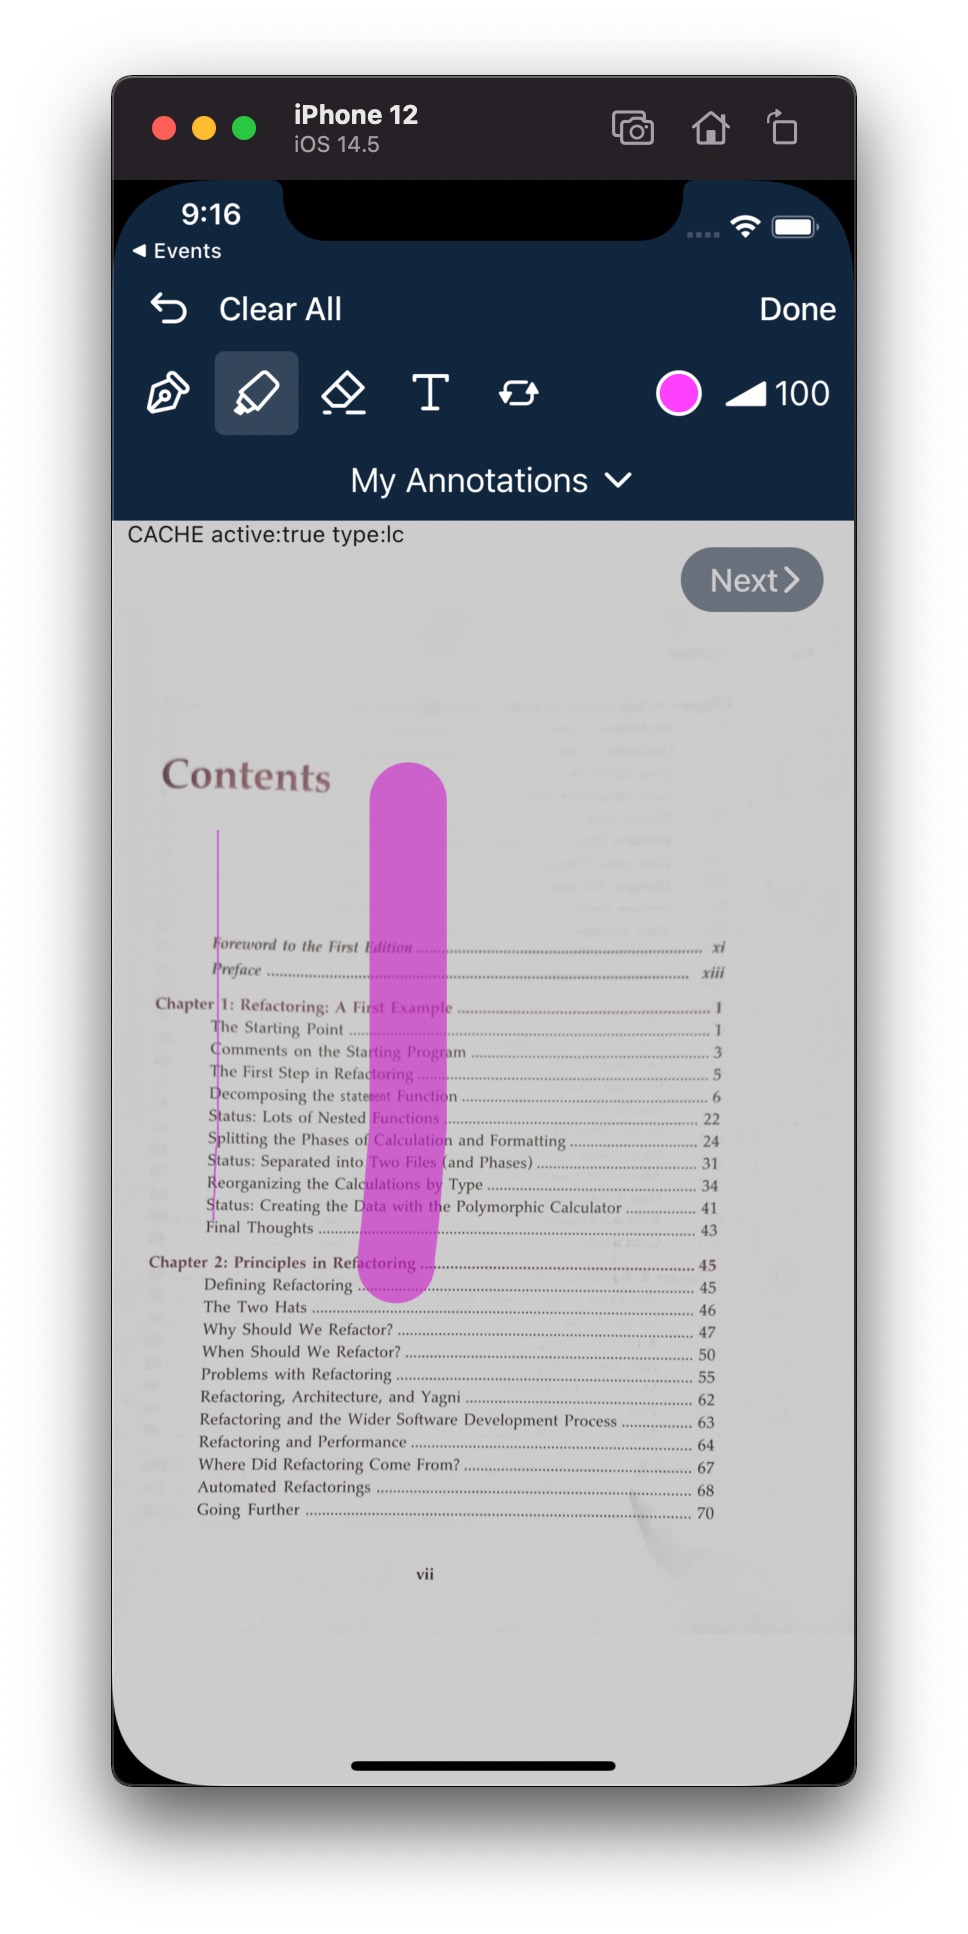 iPhone 12
iOS 14.5
9:16
Events
Clear All
Done
100
My Annotations
CACHE active:true type:lc
Next
Contents
Foreword to the First Edition ........ xi
Preface ........ xiii
Chapter 1: Refactoring: A First Example ........ 1
The Starting Point ........ 1
Comments on the Starting Program ........ 3
The First Step in Refactoring ........ 5
Decomposing the statement Function ........ 6
Status: Lots of Nested Functions ........ 22
Splitting the Phases of Calculation and Formatting ........ 24
Status: Separated into Two Files (and Phases) ........ 31
Reorganizing the Calculations by Type ........ 34
Status: Creating the Data with the Polymorphic Calculator ........ 41
Final Thoughts ........ 43
Chapter 2: Principles in Refactoring ........ 45
Defining Refactoring ........ 45
The Two Hats ........ 46
Why Should We Refactor? ........ 47
When Should We Refactor? ........ 50
Problems with Refactoring ........ 55
Refactoring, Architecture, and Yagni ........ 62
Refactoring and the Wider Software Development Process ........ 63
Refactoring and Performance ........ 64
Where Did Refactoring Come From? ........ 67
Automated Refactorings ........ 68
Going Further ........ 70
vii